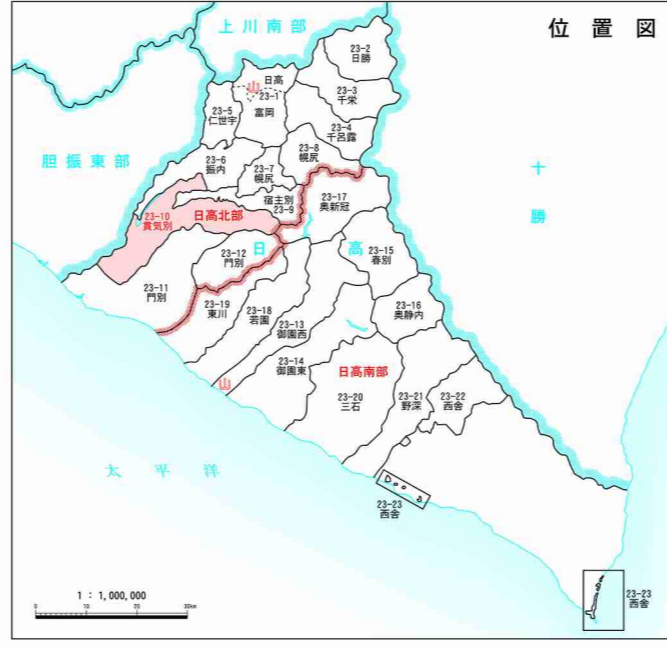 位置図
上川南部
23-2
日勝
日高
山
23-1
富岡
23-3
千栄
23-5
仁世宇
23-4
千呂露
胆振東部
23-8
幌尻
23-6
振内
23-7
幌尻
十勝
宿主別
23-9
23-17
奥新冠
23-10
貫気別
日高北部
日高
23-12
門別
23-15
春別
23-11
門別
23-19
東川
23-18
若園
23-13
御園西
23-16
奥静内
23-14
御園東
日高南部
山
23-20
三石
23-21
野深
23-22
西舎
太平洋
23-23
西舎
23-23
西舎
1 : 1,000,000
0 10 20 30km